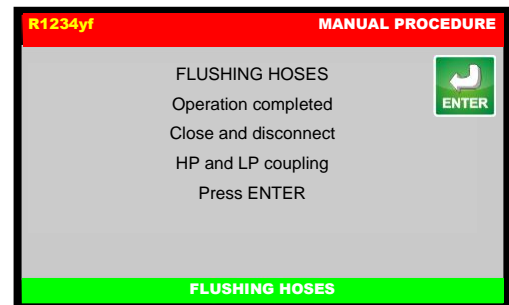 R1234yf MANUAL PROCEDURE
FLUSHING HOSES
Operation completed
ENTER
Close and disconnect
HP and LP coupling
Press ENTER
FLUSHING HOSES